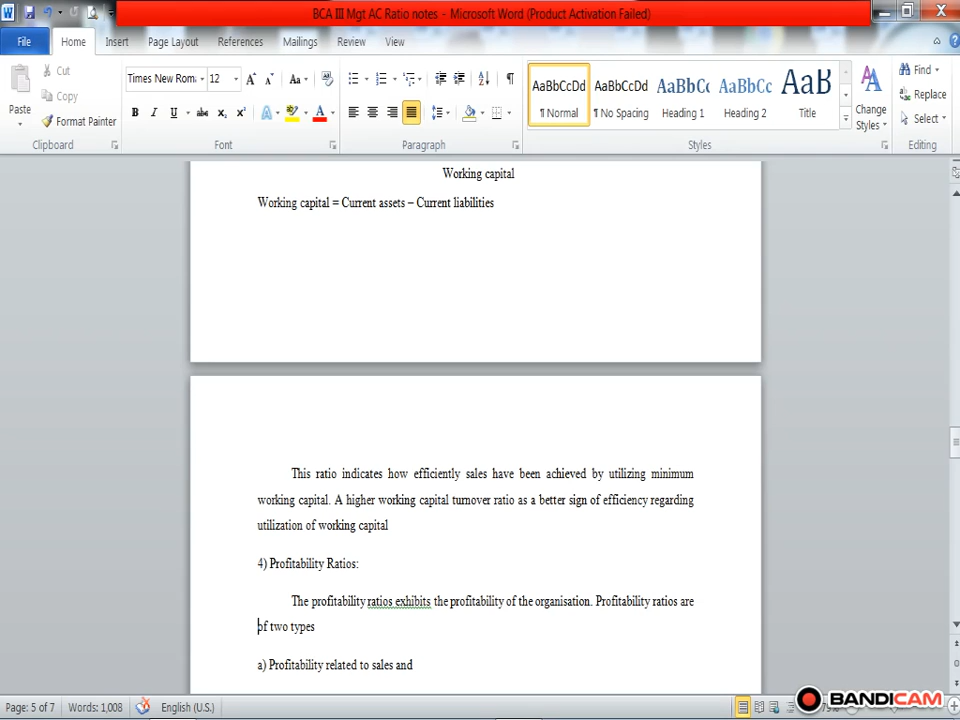 BCA III Mgt AC Ratio notes - Microsoft Word (Product Activation Failed)
File Home Insert Page Layout References Mailings Review View
Paste
Cut
Copy
Format Painter
Times New Rom 12
AaBbCcDd AaBbCcDd AaBbCc AaBbCc AaB
¶ Normal ¶ No Spacing Heading 1 Heading 2 Title
Change
Styles
Find
Replace
Select
Clipboard Font Paragraph Styles Editing
Working capital
Working capital = Current assets – Current liabilities
This ratio indicates how efficiently sales have been achieved by utilizing minimum
working capital. A higher working capital turnover ratio as a better sign of efficiency regarding
utilization of working capital
4) Profitability Ratios:
The profitability ratios exhibits the profitability of the organisation. Profitability ratios are
of two types
a) Profitability related to sales and
Page: 5 of 7 Words: 1,008 English (U.S.)
BANDICAM